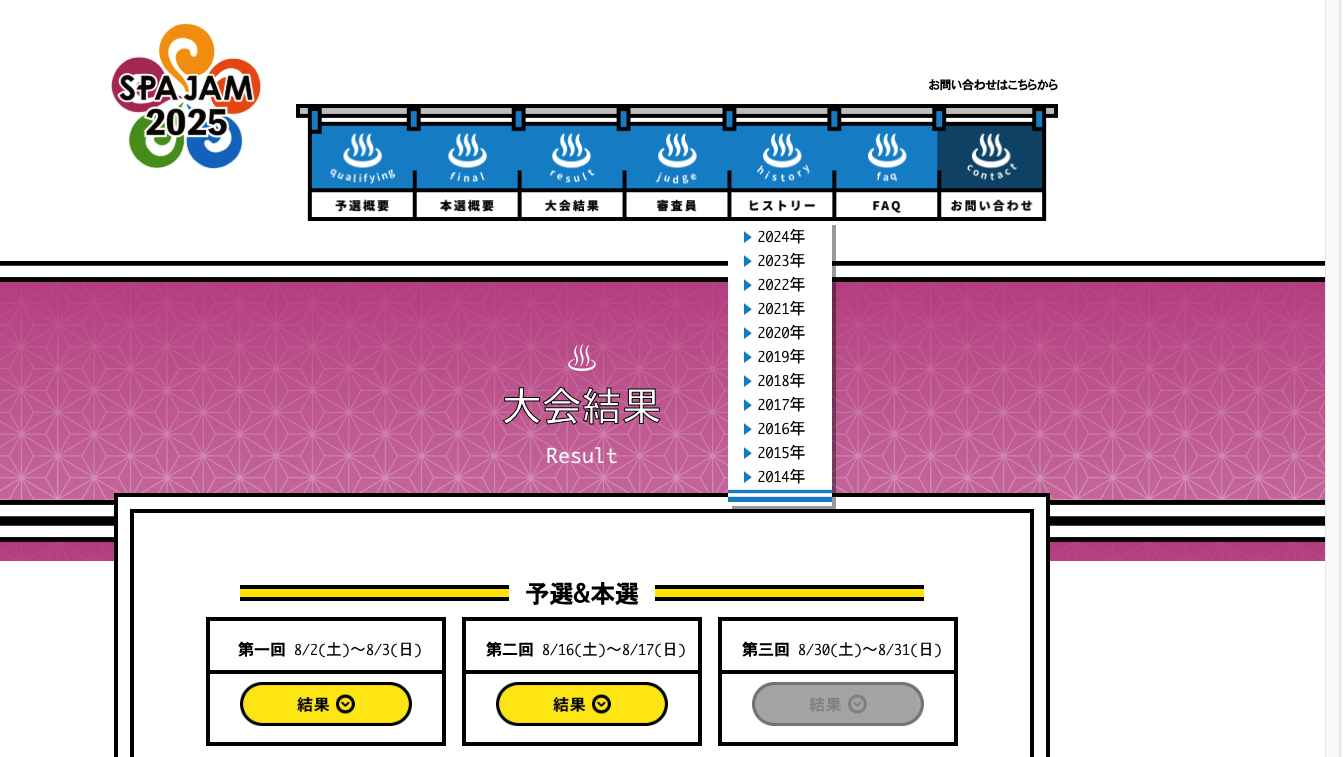 SPAJAM
2025
お問い合わせはこちらから
qualifying
final
result
judge
history
faq
contact
予選概要
本選概要
大会結果
審査員
ヒストリー
FAQ
お問い合わせ
2024年
2023年
2022年
2021年
2020年
2019年
2018年
2017年
2016年
2015年
2014年
大会結果
Result
予選&本選
第一回 8/2(土)〜8/3(日)
第二回 8/16(土)〜8/17(日)
第三回 8/30(土)〜8/31(日)
結果
結果
結果